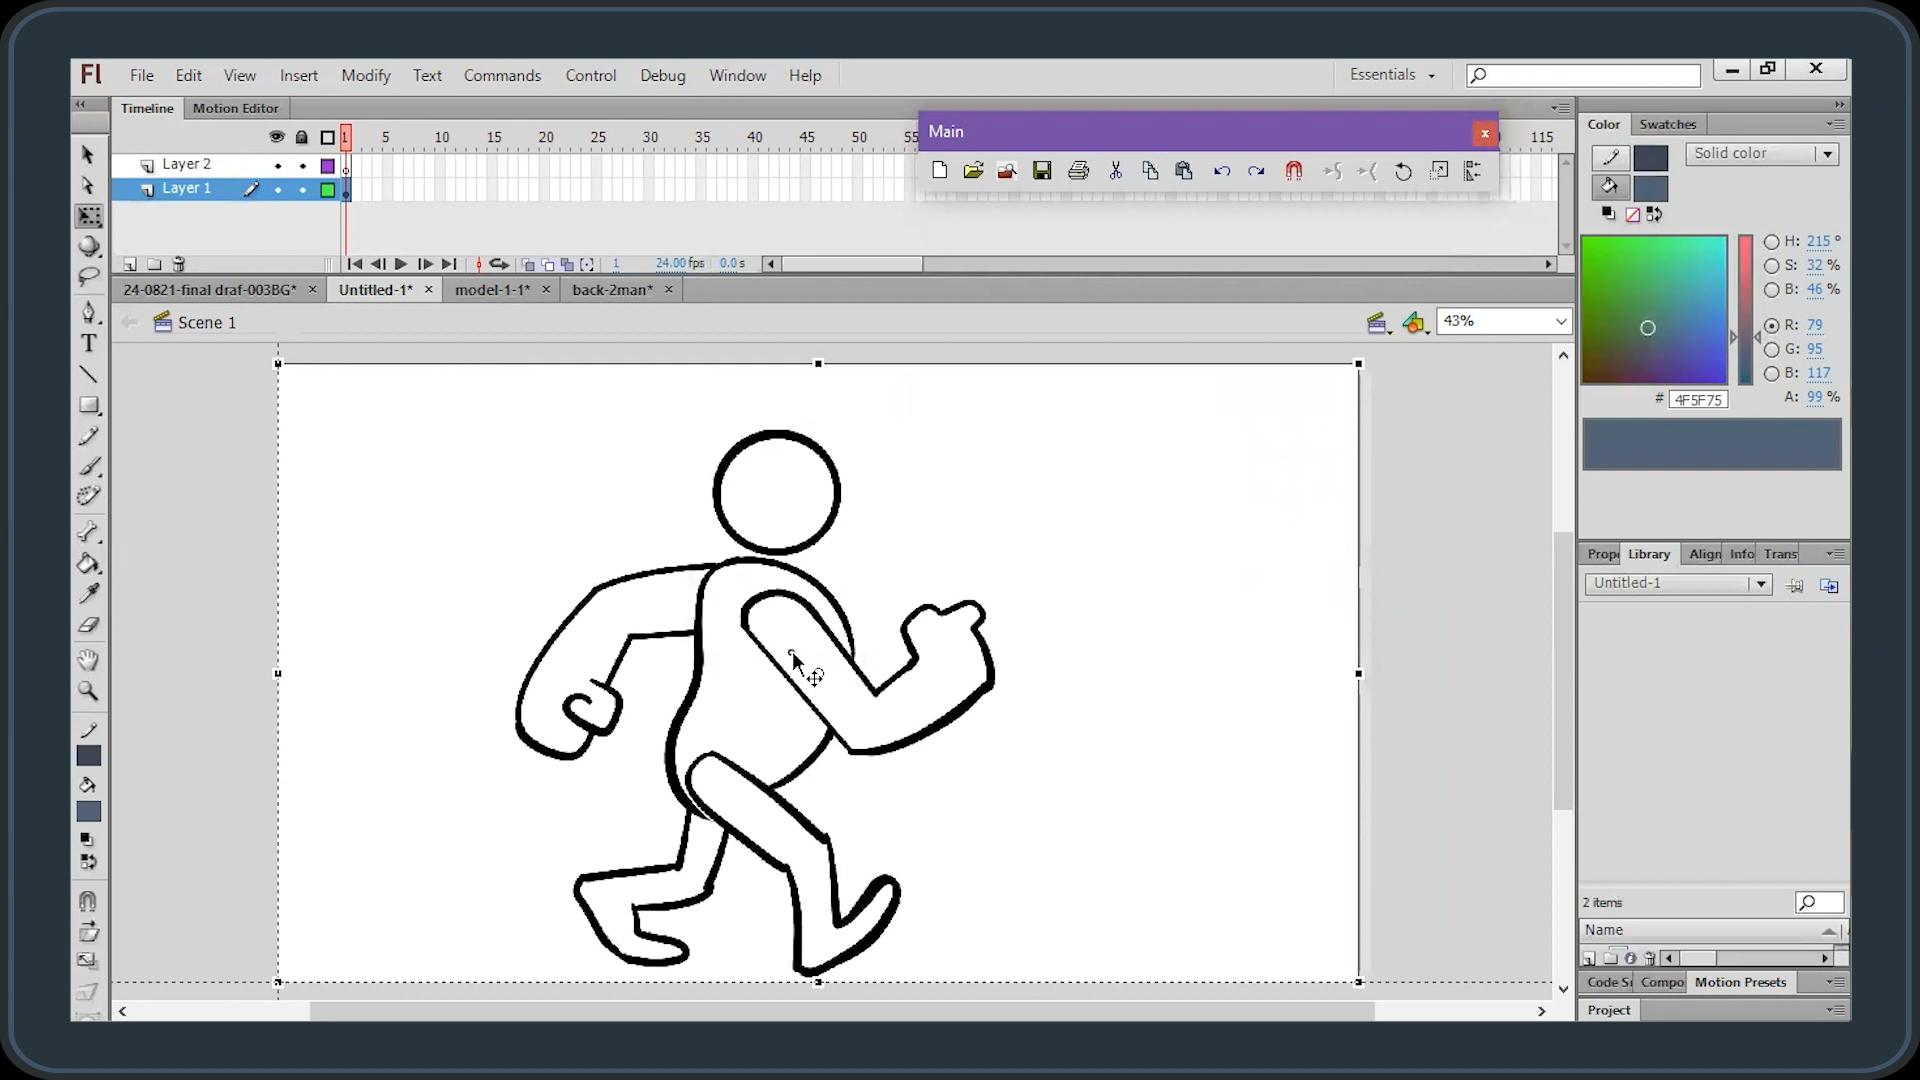 Fl File Edit View Insert Modify Text Commands Control Debug Window Help Essentials
Timeline Motion Editor
Main x
1 5 10 15 20 25 30 35 40 45 50 55 115
Layer 2
Layer 1
1 24.00 fps 0.0 s
24-0821-final draf-003BG* × Untitled-1* × model-1-1* × back-2man* ×
Scene 1 43%
Color Swatches
Solid color
H: 215 °
S: 32 %
B: 46 %
R: 79
G: 95
B: 117
# 4F5F75 A: 99 %
Prop Library Align Info Trans
Untitled-1
2 items
Name
Code Si Compo Motion Presets
Project
T